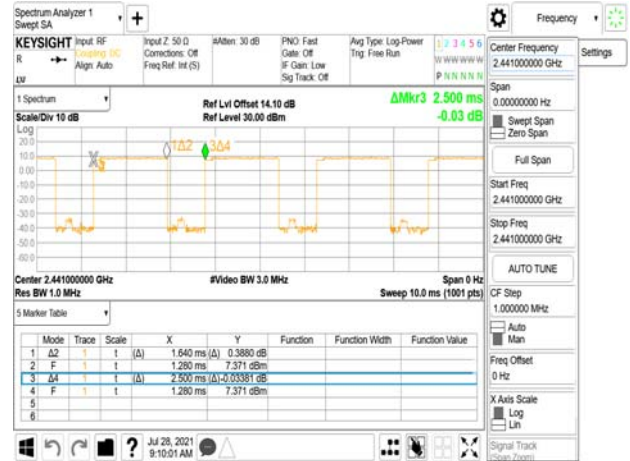 Spectrum Analyzer 1
Swept SA
+
Frequency
KEYSIGHT
R
Input: RF
Coupling: DC
Align: Auto
Input Z: 50 Ω
Corrections: Off
Freq Ref: Int (S)
#Atten: 30 dB
PNO: Fast
Gate: Off
IF Gain: Low
Sig Track: Off
Avg Type: Log-Power
Trig: Free Run
1 2 3 4 5 6
W W W W W W
P N N N N N
1 Spectrum
Scale/Div 10 dB
Log
Ref Lvl Offset 14.10 dB
Ref Level 30.00 dBm
ΔMkr3 2.500 ms
-0.03 dB
20.0
10.0
0.00
-10.0
-20.0
-30.0
-40.0
-50.0
-60.0
1Δ2
3Δ4
Center 2.441000000 GHz
Res BW 1.0 MHz
#Video BW 3.0 MHz
Span 0 Hz
Sweep 10.0 ms (1001 pts)
5 Marker Table
Mode Trace Scale X Y Function Function Width Function Value
1 Δ2 1 t (Δ) 1.640 ms (Δ) 0.3880 dB
2 F 1 t 1.280 ms 7.371 dBm
3 Δ4 1 t (Δ) 2.500 ms (Δ) -0.03381 dB
4 F 1 t 1.280 ms 7.371 dBm
5
6
?
Jul 28, 2021
9:10:01 AM
Center Frequency
2.441000000 GHz
Settings
Span
0.00000000 Hz
Swept Span
Zero Span
Full Span
Start Freq
2.441000000 GHz
Stop Freq
2.441000000 GHz
AUTO TUNE
CF Step
1.000000 MHz
Auto
Man
Freq Offset
0 Hz
X Axis Scale
Log
Lin
Signal Track
(Span Zoom)